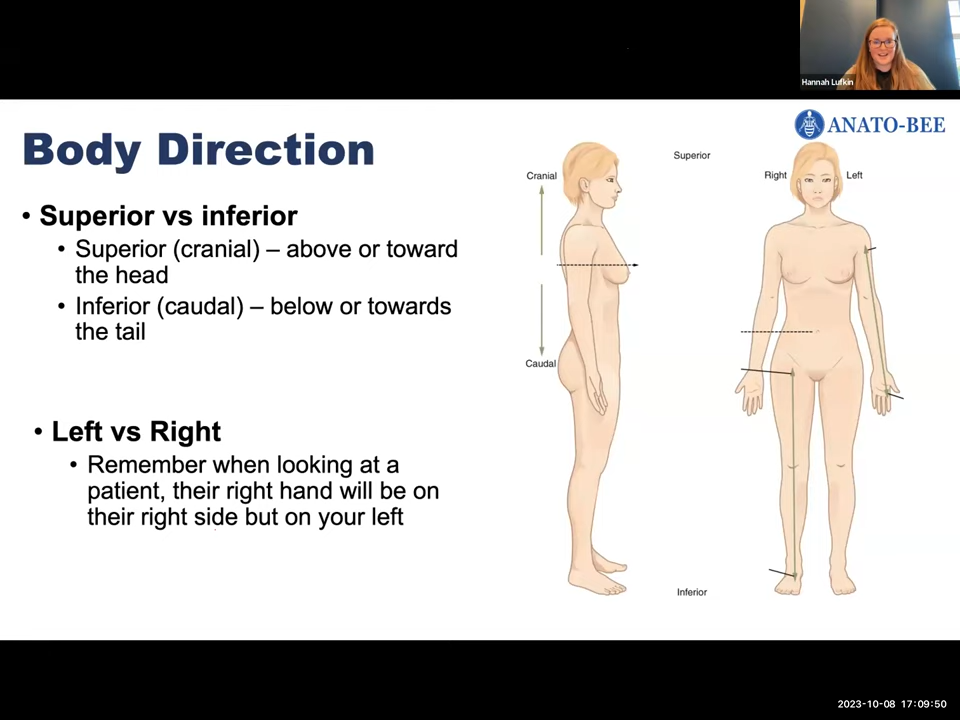 Hannah Lufkin
ANATO-BEE
Body Direction
• Superior vs inferior
• Superior (cranial) – above or toward
the head
• Inferior (caudal) – below or towards
the tail
• Left vs Right
• Remember when looking at a
patient, their right hand will be on
their right side but on your left
Cranial
Superior
Right
Left
Caudal
Inferior
2023-10-08 17:09:50